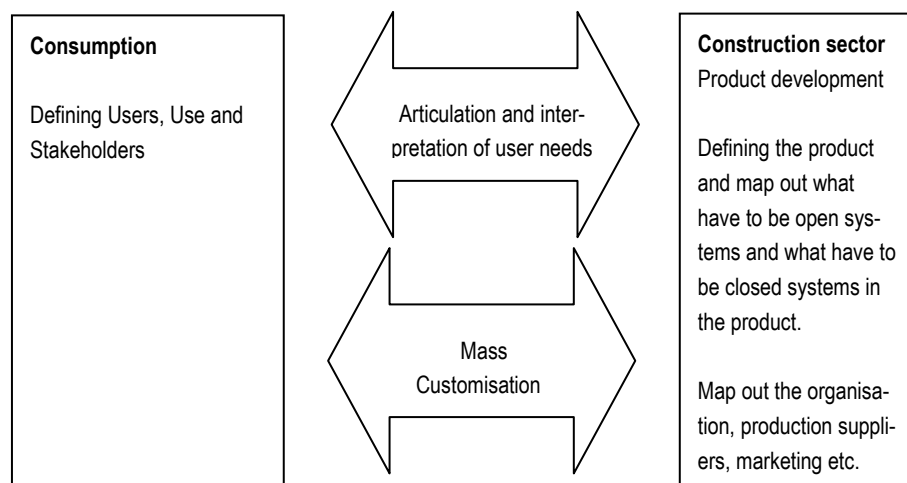 Consumption
Defining Users, Use and
Stakeholders
Articulation and inter-
pretation of user needs
Mass
Customisation
Construction sector
Product development
Defining the product
and map out what
have to be open sys-
tems and what have to
be closed systems in
the product.
Map out the organisa-
tion, production suppli-
ers, marketing etc.